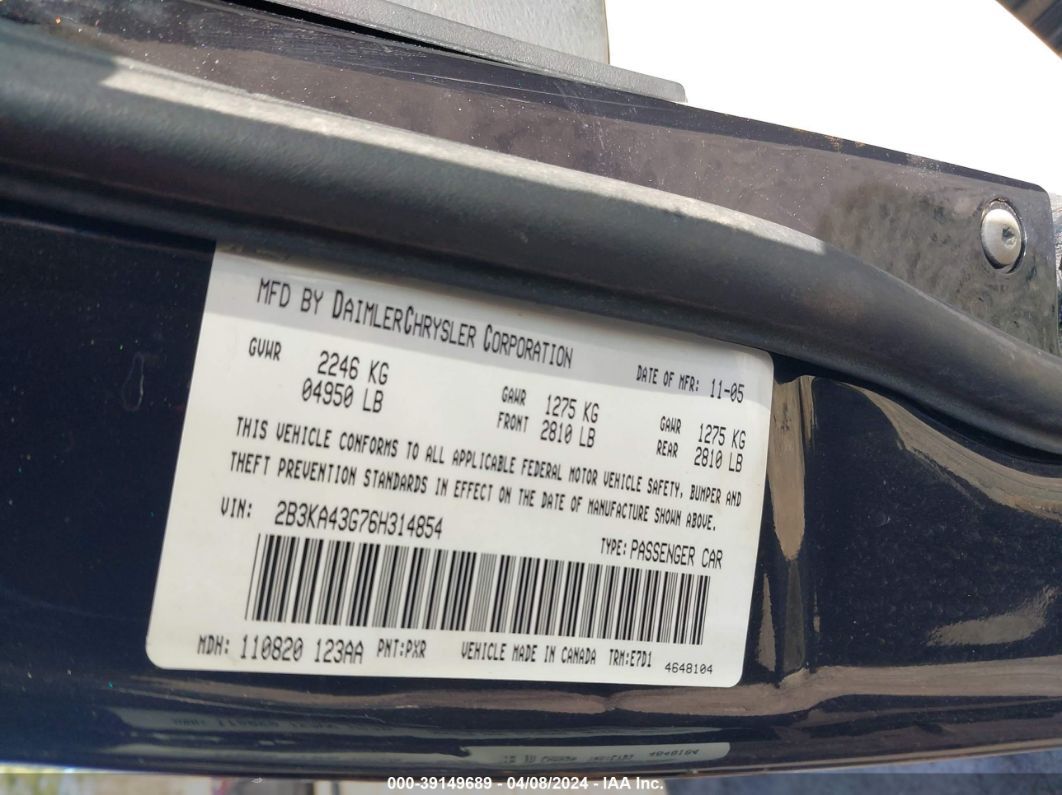 MFD BY DAIMLERCHRYSLER CORPORATION
DATE OF MFR: 11-05
GVWR 2246 KG
04950 LB
GAWR FRONT 1275 KG
2810 LB
GAWR REAR 1275 KG
2810 LB
THIS VEHICLE CONFORMS TO ALL APPLICABLE FEDERAL MOTOR VEHICLE SAFETY, BUMPER AND
THEFT PREVENTION STANDARDS IN EFFECT ON THE DATE OF MANUFACTURE SHOWN ABOVE.
VIN: 2B3KA43G76H314854
TYPE: PASSENGER CAR
MDH: 110820 123AA PNT:PXR VEHICLE MADE IN CANADA TRM:E7D1 4648104
000-39149689 - 04/08/2024 - IAA Inc.